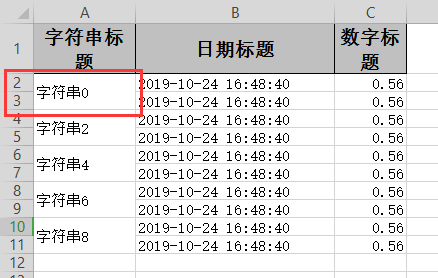 A B C
1 字符串标题 日期标题 数字标题
2 字符串0 2019-10-24 16:48:40 0.56
3 2019-10-24 16:48:40 0.56
4 字符串2 2019-10-24 16:48:40 0.56
5 2019-10-24 16:48:40 0.56
6 字符串4 2019-10-24 16:48:40 0.56
7 2019-10-24 16:48:40 0.56
8 字符串6 2019-10-24 16:48:40 0.56
9 2019-10-24 16:48:40 0.56
10 字符串8 2019-10-24 16:48:40 0.56
11 2019-10-24 16:48:40 0.56
12